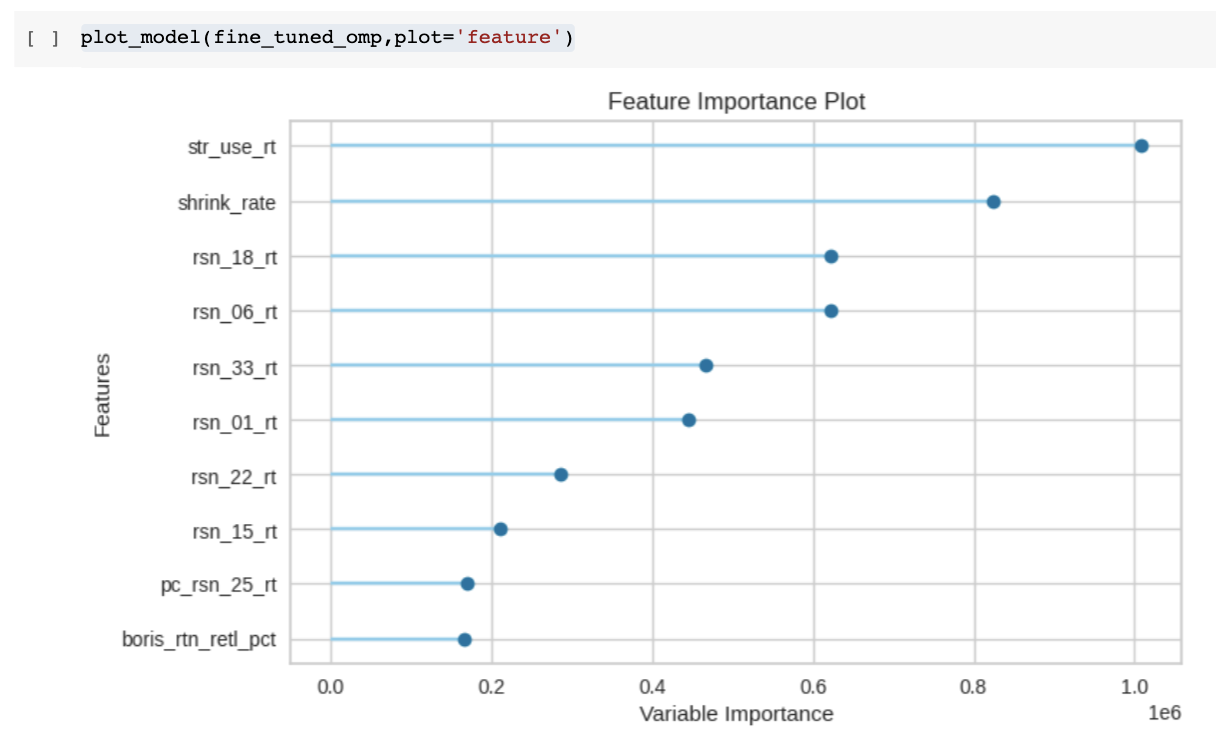 [ ] plot_model(fine_tuned_omp,plot='feature')
Feature Importance Plot
str_use_rt
shrink_rate
rsn_18_rt
rsn_06_rt
rsn_33_rt
rsn_01_rt
rsn_22_rt
rsn_15_rt
pc_rsn_25_rt
boris_rtn_retl_pct
Features
0.0 0.2 0.4 0.6 0.8 1.0
Variable Importance
1e6